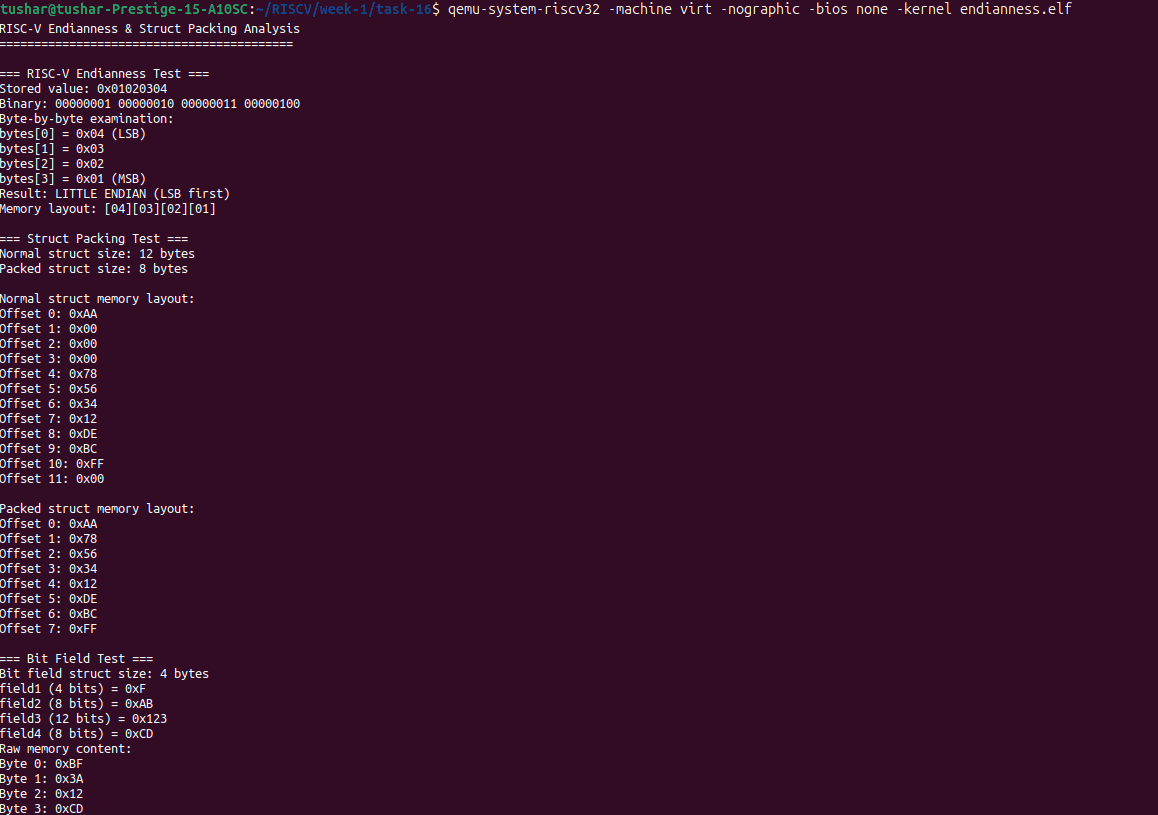 tushar@tushar-Prestige-15-A10SC:~/RISCV/week-1/task-16$ qemu-system-riscv32 -machine virt -nographic -bios none -kernel endianness.elf
RISC-V Endianness & Struct Packing Analysis
==========================================
=== RISC-V Endianness Test ===
Stored value: 0x01020304
Binary: 00000001 00000010 00000011 00000100
Byte-by-byte examination:
bytes[0] = 0x04 (LSB)
bytes[1] = 0x03
bytes[2] = 0x02
bytes[3] = 0x01 (MSB)
Result: LITTLE ENDIAN (LSB first)
Memory layout: [04][03][02][01]
=== Struct Packing Test ===
Normal struct size: 12 bytes
Packed struct size: 8 bytes
Normal struct memory layout:
Offset 0: 0xAA
Offset 1: 0x00
Offset 2: 0x00
Offset 3: 0x00
Offset 4: 0x78
Offset 5: 0x56
Offset 6: 0x34
Offset 7: 0x12
Offset 8: 0xDE
Offset 9: 0xBC
Offset 10: 0xFF
Offset 11: 0x00
Packed struct memory layout:
Offset 0: 0xAA
Offset 1: 0x78
Offset 2: 0x56
Offset 3: 0x34
Offset 4: 0x12
Offset 5: 0xDE
Offset 6: 0xBC
Offset 7: 0xFF
=== Bit Field Test ===
Bit field struct size: 4 bytes
field1 (4 bits) = 0xF
field2 (8 bits) = 0xAB
field3 (12 bits) = 0x123
field4 (8 bits) = 0xCD
Raw memory content:
Byte 0: 0xBF
Byte 1: 0x3A
Byte 2: 0x12
Byte 3: 0xCD